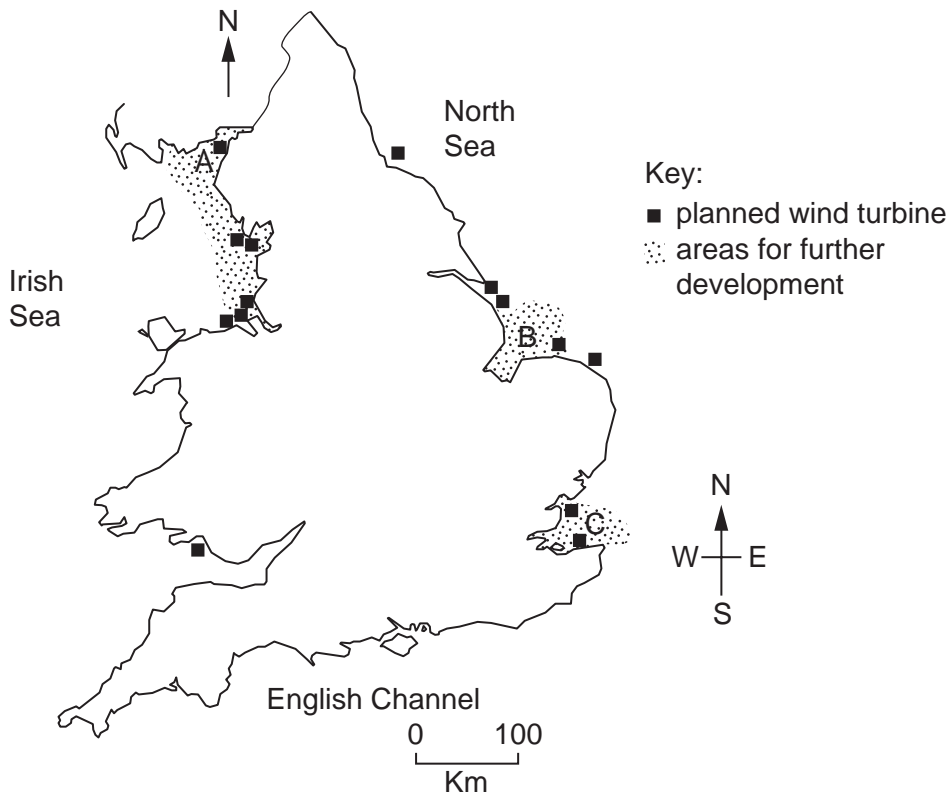 N
North
Sea
A
Key:
planned wind turbine
areas for further
development
Irish
Sea
B
C
N
W E
S
English Channel
0 100
Km